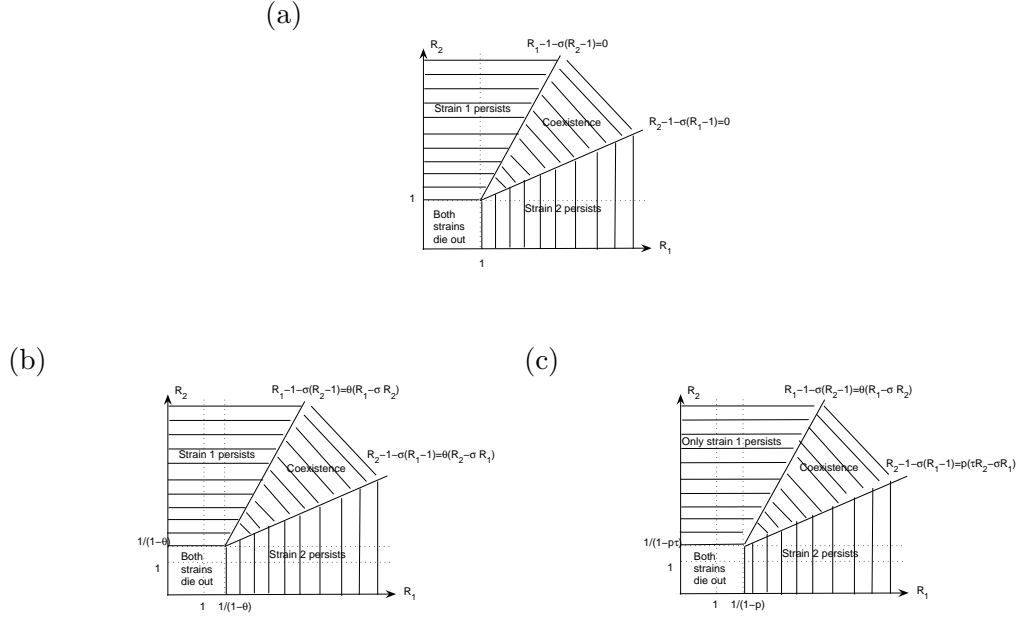 (a)
R₂
R₁−1−σ(R₂−1)=0
Strain 1 persists
Coexistence
R₂−1−σ(R₁−1)=0
1
Strain 2 persists
Both
strains
die out
R₁
1
(b)
R₂
R₁−1−σ(R₂−1)=θ(R₁−σ R₂)
Strain 1 persists
Coexistence
R₂−1−σ(R₁−1)=θ(R₂−σ R₁)
1/(1−θ)
Strain 2 persists
1
Both
strains
die out
R₁
1
1/(1−θ)
(c)
R₂
R₁−1−σ(R₂−1)=θ(R₁−σ R₂)
Only strain 1 persists
Coexistence
R₂−1−σ(R₁−1)=p(τR₂−σR₁)
1/(1−pτ)
Strain 2 persists
1
Both
strains
die out
R₁
1
1/(1−p)